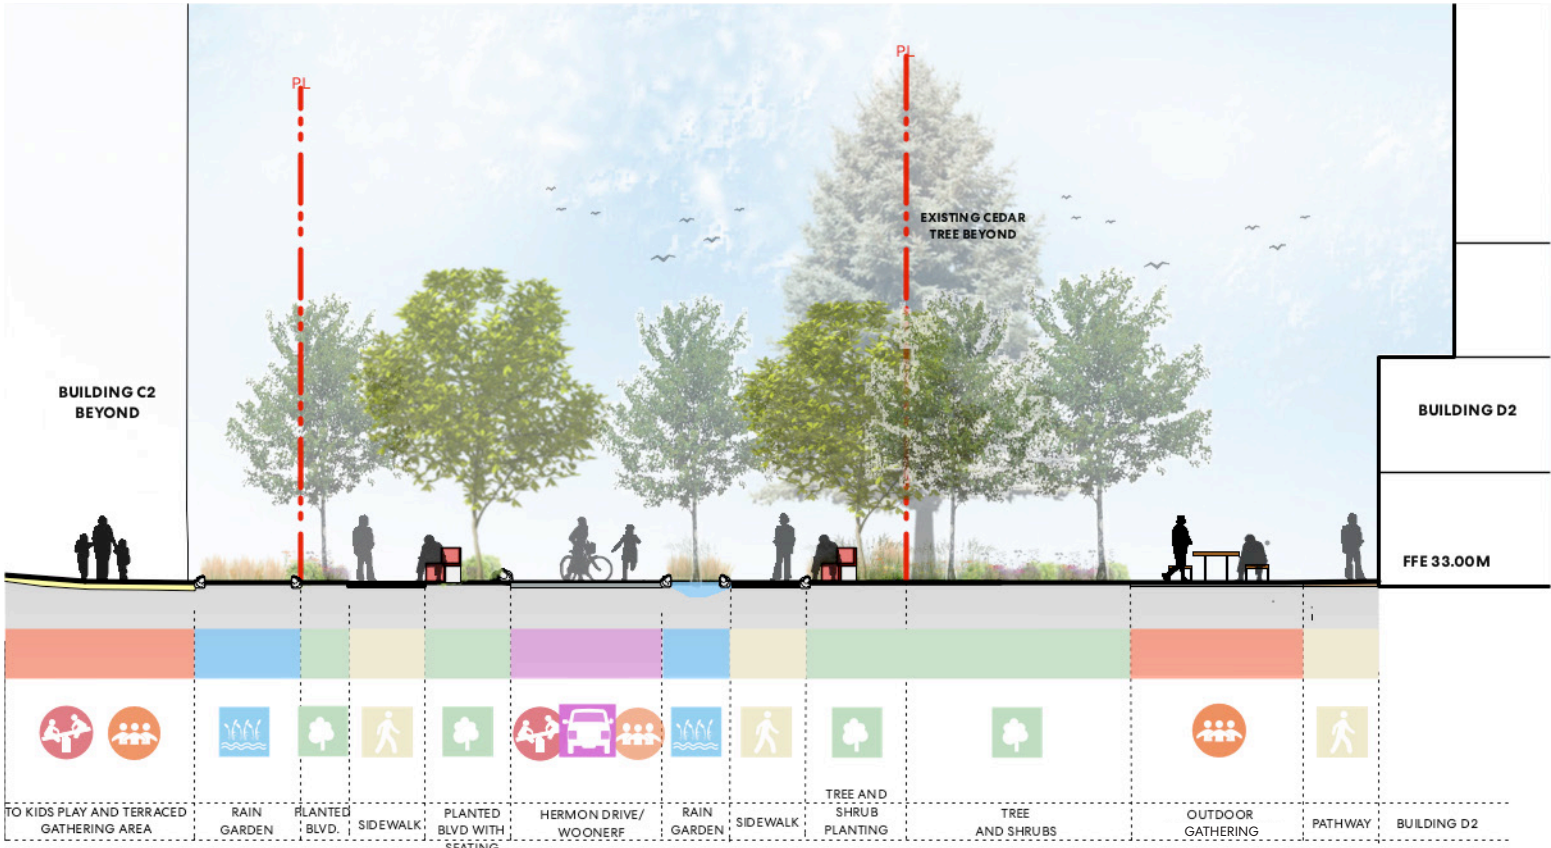 PL
PL
EXISTING CEDAR
TREE BEYOND
BUILDING C2
BEYOND
BUILDING D2
FFE 33.00M
TO KIDS PLAY AND TERRACED
GATHERING AREA
RAIN
GARDEN
PLANTED
BLVD.
SIDEWALK
PLANTED
BLVD WITH
SEATING
HERMON DRIVE/
WOONERF
RAIN
GARDEN
SIDEWALK
TREE AND
SHRUB
PLANTING
TREE
AND SHRUBS
OUTDOOR
GATHERING
PATHWAY
BUILDING D2